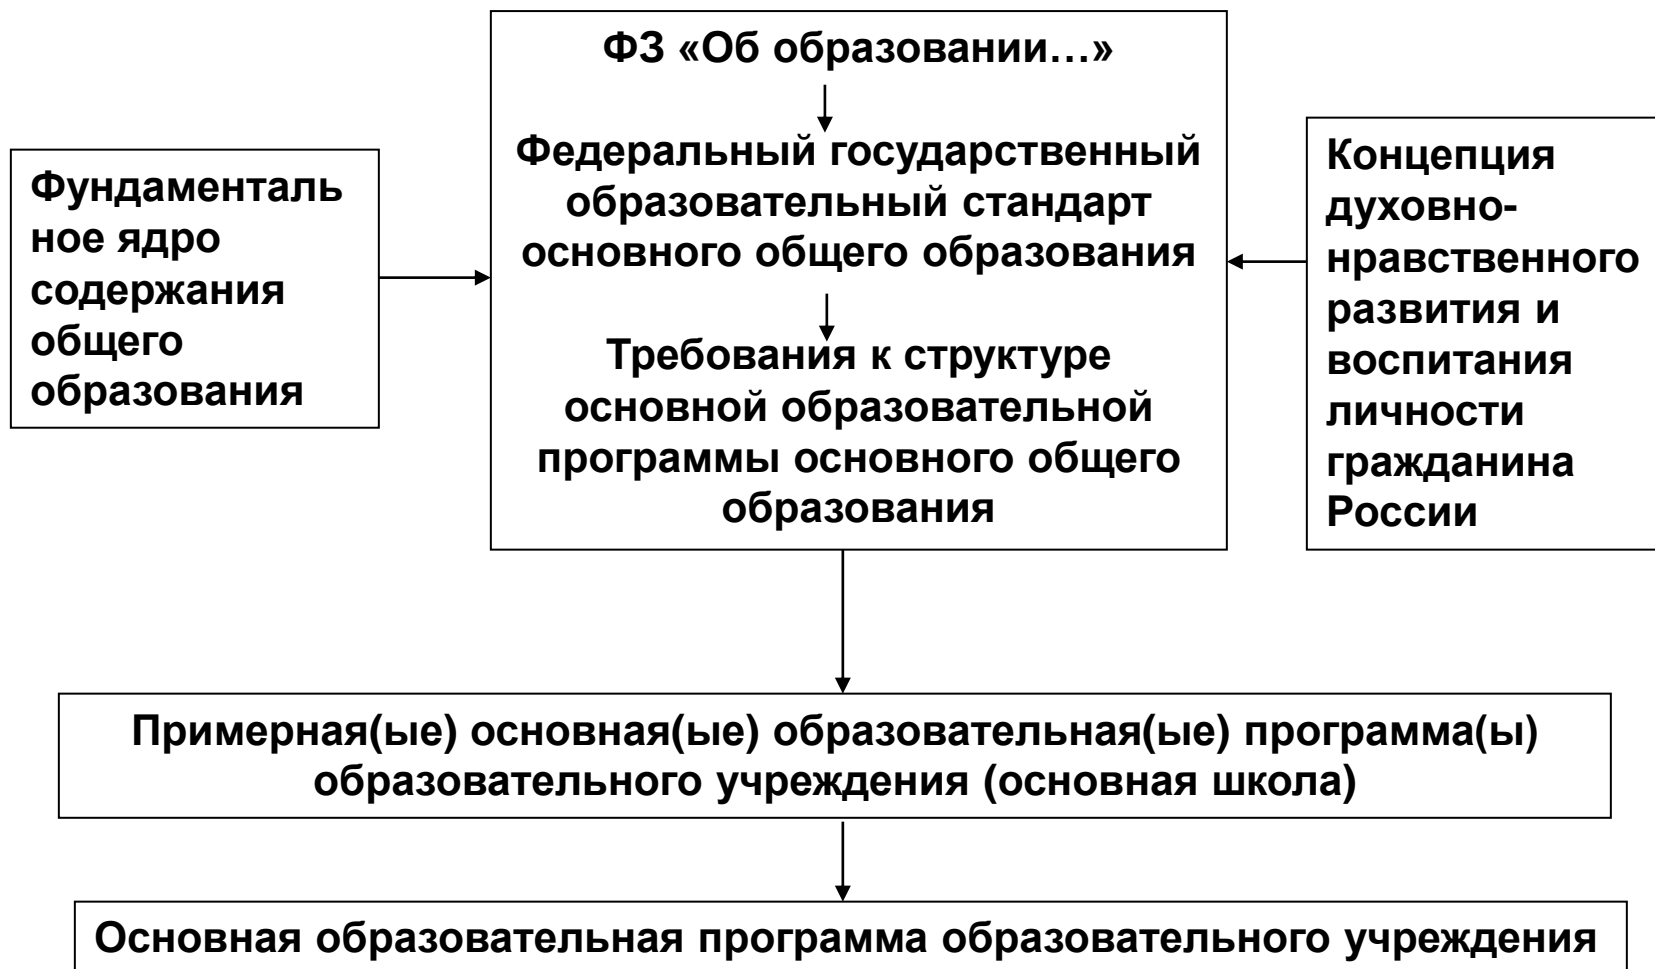 ФЗ «Об образовании…»
Федеральный государственный
образовательный стандарт
основного общего образования
Требования к структуре
основной образовательной
программы основного общего
образования
Фундаменталь
ное ядро
содержания
общего
образования
Концепция
духовно-
нравственного
развития и
воспитания
личности
гражданина
России
Примерная(ые) основная(ые) образовательная(ые) программа(ы)
образовательного учреждения (основная школа)
Основная образовательная программа образовательного учреждения